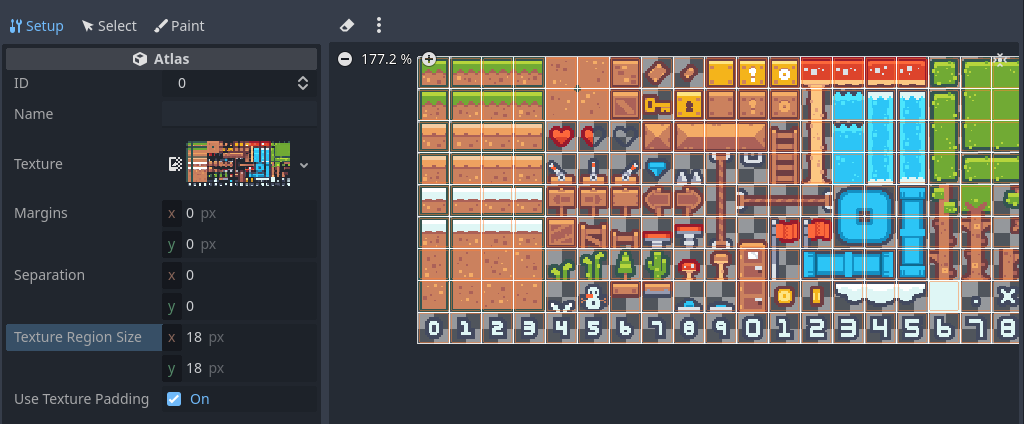 Setup Select Paint
Atlas
177.2 %
ID 0
Name
Texture
Margins x 0 px
y 0 px
Separation x 0
y 0
Texture Region Size x 18 px
y 18 px
Use Texture Padding On
0 1 2 3 4 5 6 7 8 9 0 1 2 3 4 5 6 7 8